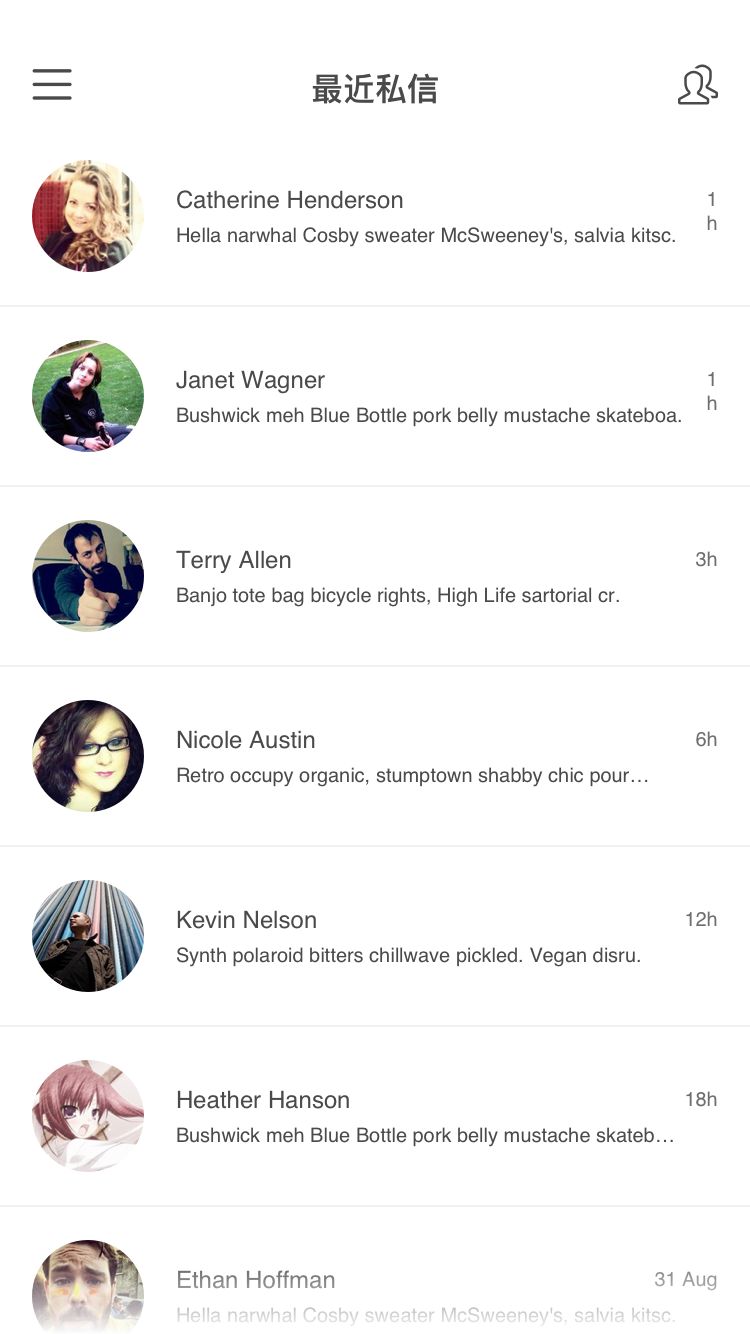 最近私信
Catherine Henderson
1
h
Hella narwhal Cosby sweater McSweeney's, salvia kitsc.
Janet Wagner
1
h
Bushwick meh Blue Bottle pork belly mustache skateboa.
Terry Allen
3h
Banjo tote bag bicycle rights, High Life sartorial cr.
Nicole Austin
6h
Retro occupy organic, stumptown shabby chic pour…
Kevin Nelson
12h
Synth polaroid bitters chillwave pickled. Vegan disru.
Heather Hanson
18h
Bushwick meh Blue Bottle pork belly mustache skateb…
Ethan Hoffman
31 Aug
Hella narwhal Cosby sweater McSweeney's, salvia kitsc.